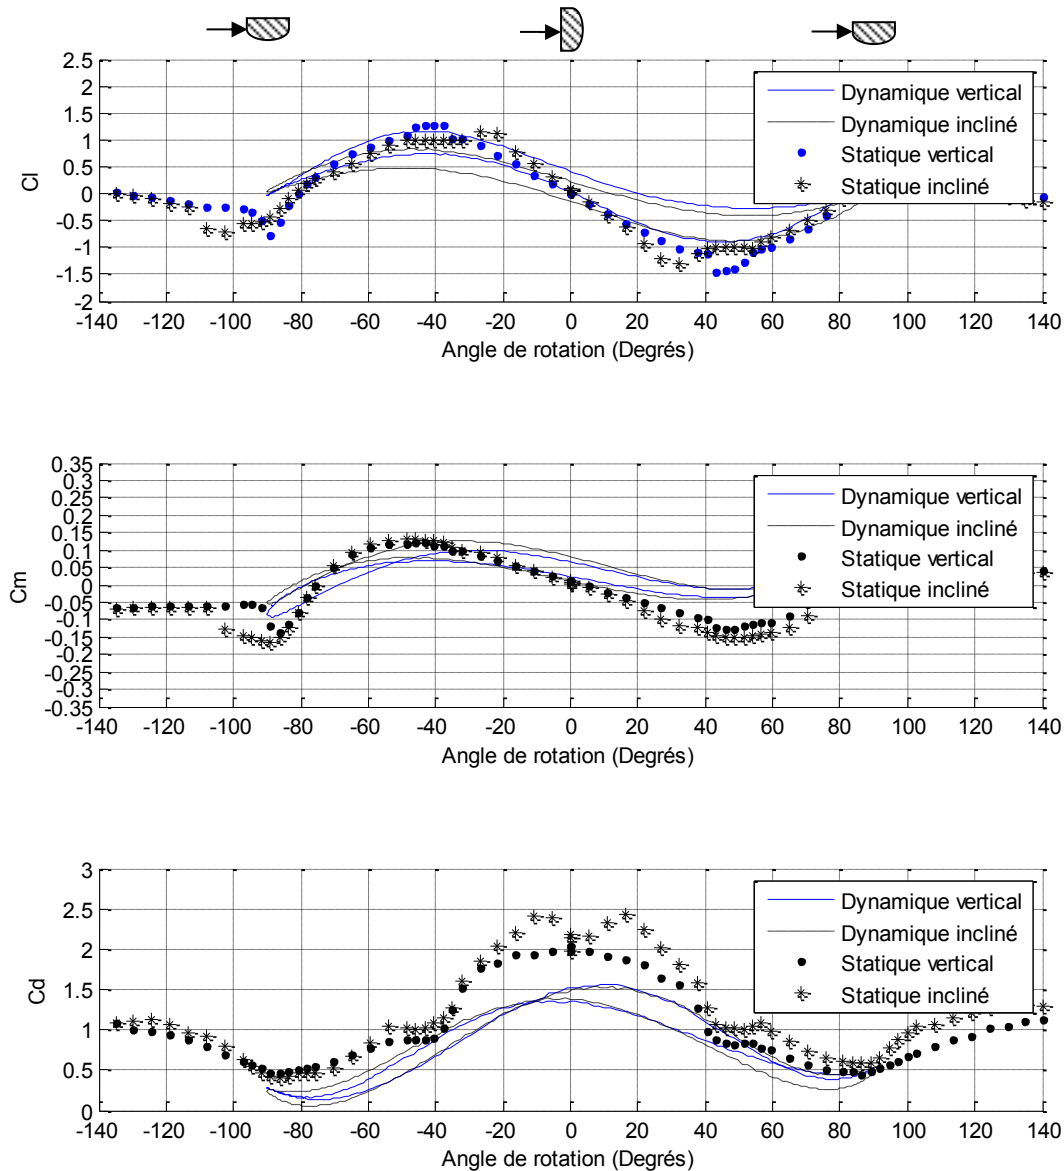 2.5
2
1.5
1
0.5
0
-0.5
-1
-1.5
-2
Cl
Dynamique vertical
Dynamique incliné
Statique vertical
Statique incliné
-140 -120 -100 -80 -60 -40 -20 0 20 40 60 80 100 120 140
Angle de rotation (Degrés)
0.35
0.3
0.25
0.2
0.15
0.1
0.05
0
-0.05
-0.1
-0.15
-0.2
-0.25
-0.3
-0.35
Cm
Dynamique vertical
Dynamique incliné
Statique vertical
Statique incliné
-140 -120 -100 -80 -60 -40 -20 0 20 40 60 80 100 120 140
Angle de rotation (Degrés)
3
2.5
2
1.5
1
0.5
0
Cd
Dynamique vertical
Dynamique incliné
Statique vertical
Statique incliné
-140 -120 -100 -80 -60 -40 -20 0 20 40 60 80 100 120 140
Angle de rotation (Degrés)